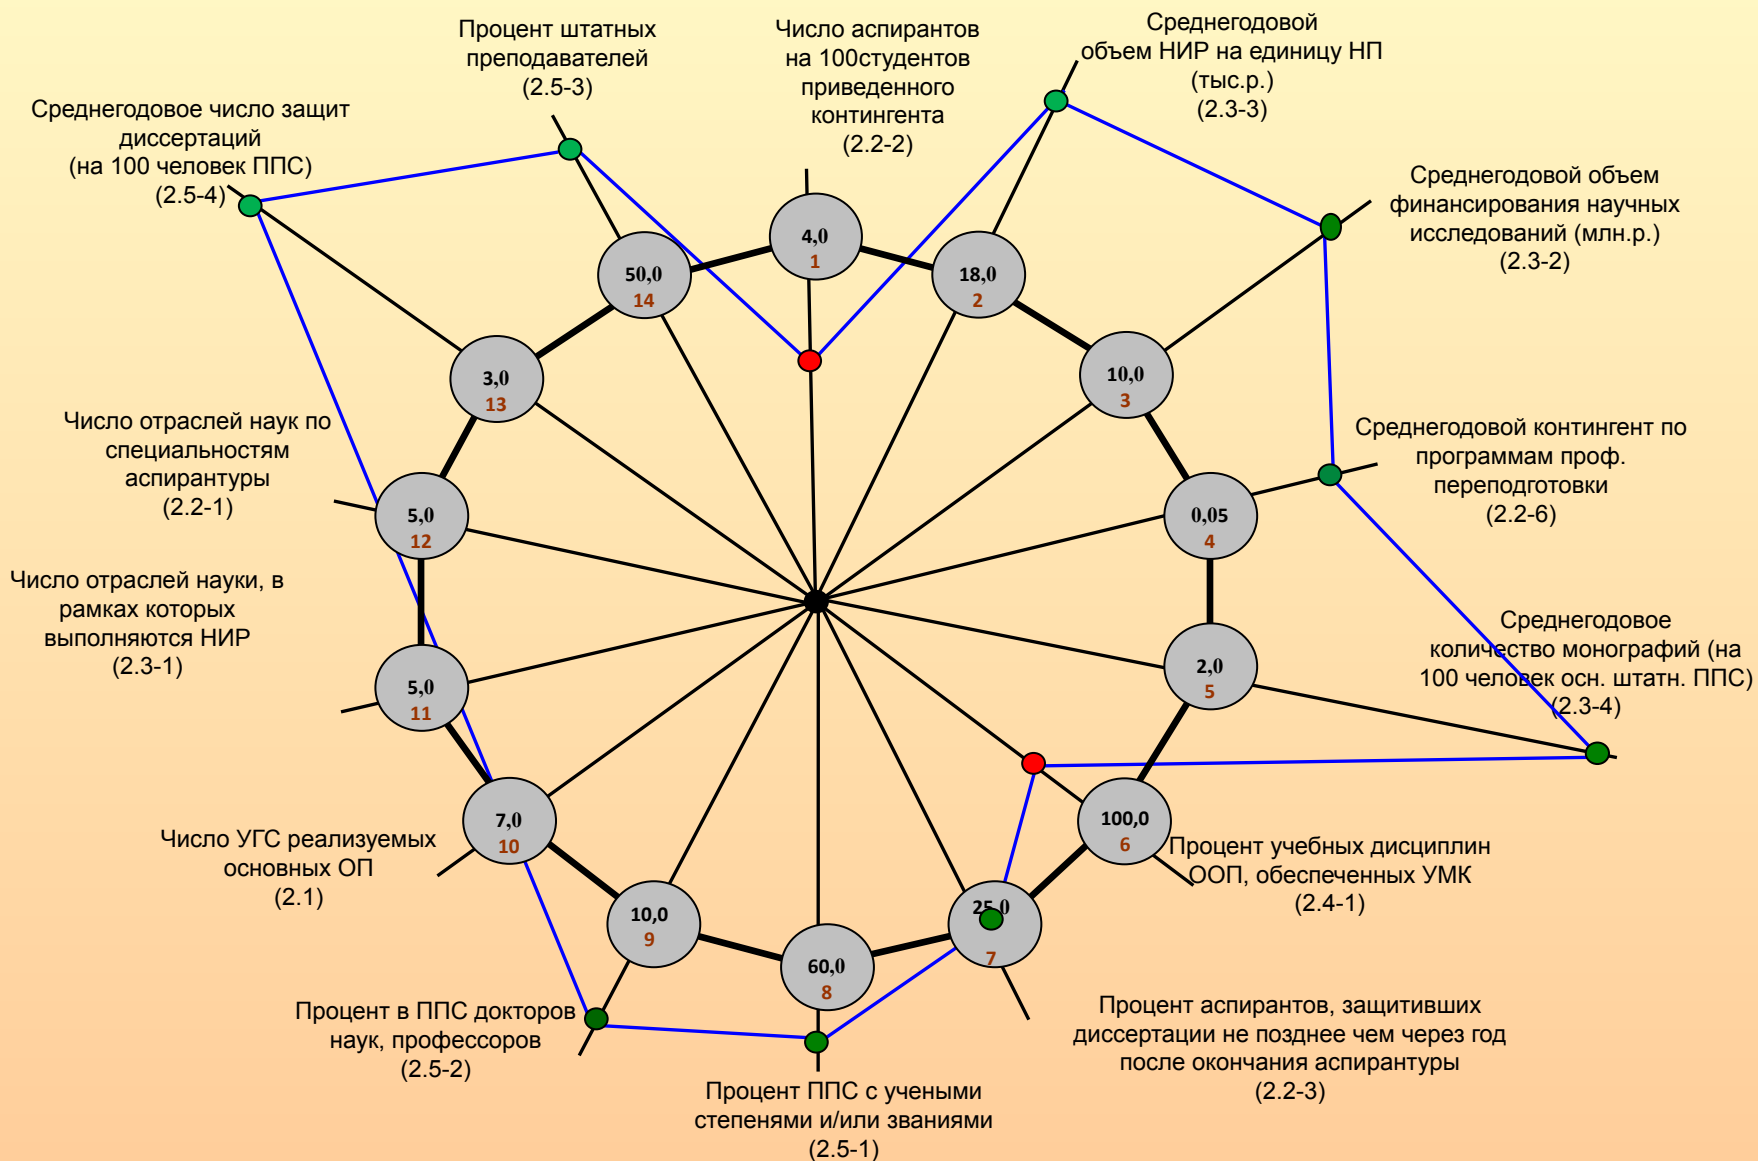 Процент штатных
преподавателей
(2.5-3)
Число аспирантов
на 100студентов
приведенного
контингента
(2.2-2)
Среднегодовой
объем НИР на единицу НП
(тыс.р.)
(2.3-3)
Среднегодовое число защит
диссертаций
(на 100 человек ППС)
(2.5-4)
Среднегодовой объем
финансирования научных
исследований (млн.р.)
(2.3-2)
4,0
1
50,0
14
18,0
2
3,0
13
10,0
3
Число отраслей наук по
специальностям
аспирантуры
(2.2-1)
Среднегодовой контингент по
программам проф.
переподготовки
(2.2-6)
5,0
12
0,05
4
Число отраслей науки, в
рамках которых
выполняются НИР
(2.3-1)
Среднегодовое
количество монографий (на
100 человек осн. штатн. ППС)
(2.3-4)
5,0
11
2,0
5
7,0
10
100,0
6
Число УГС реализуемых
основных ОП
(2.1)
Процент учебных дисциплин
ООП, обеспеченных УМК
(2.4-1)
10,0
9
60,0
8
25,0
7
Процент в ППС докторов
наук, профессоров
(2.5-2)
Процент аспирантов, защитивших
диссертации не позднее чем через год
после окончания аспирантуры
(2.2-3)
Процент ППС с учеными
степенями и/или званиями
(2.5-1)